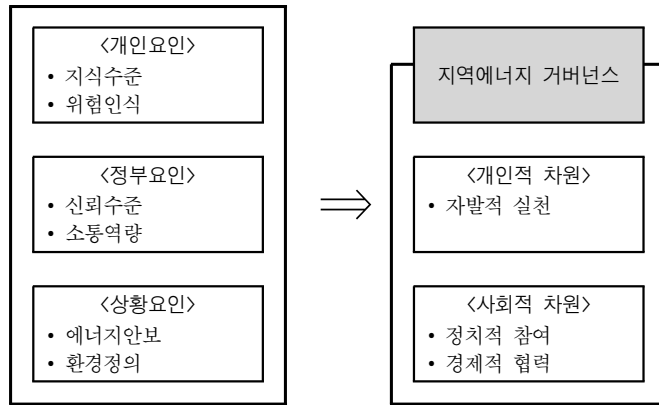 <개인요인>
• 지식수준
• 위험인식
<정부요인>
• 신뢰수준
• 소통역량
<상황요인>
• 에너지안보
• 환경정의
지역에너지 거버넌스
<개인적 차원>
• 자발적 실천
<사회적 차원>
• 정치적 참여
• 경제적 협력